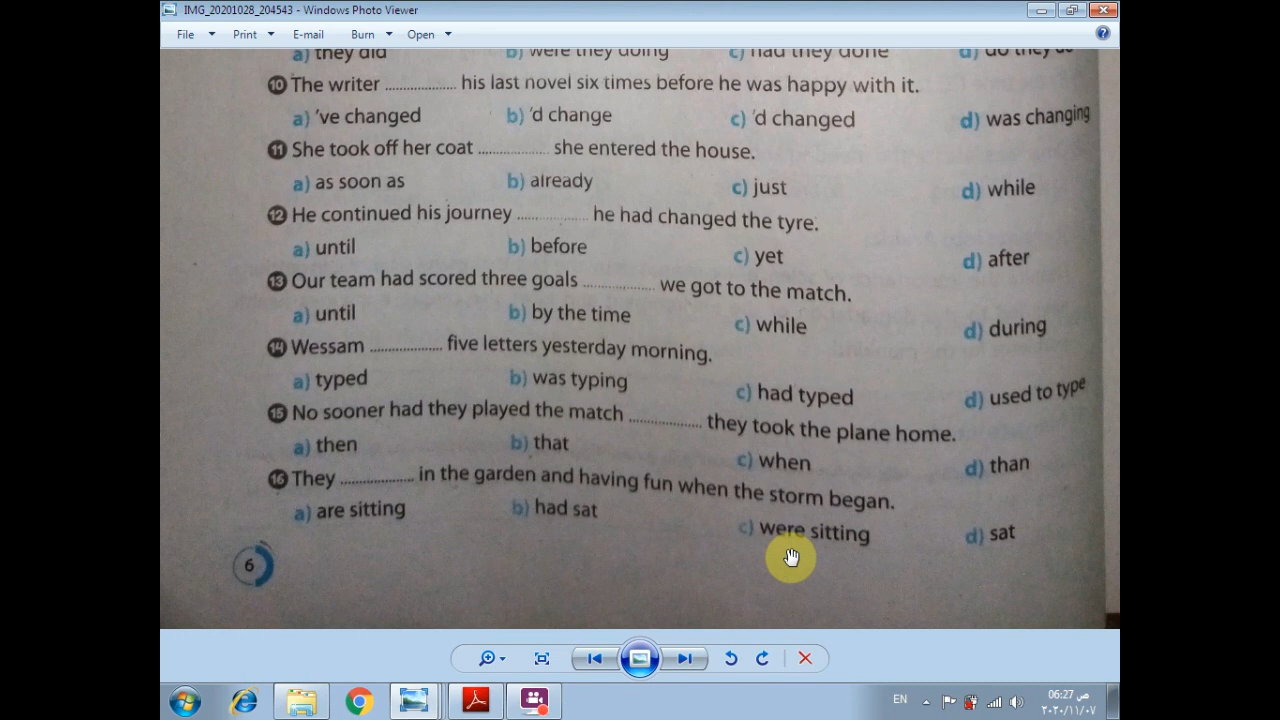 IMG_20201028_204543 - Windows Photo Viewer
File Print E-mail Burn Open
a) they did b) were they doing c) had they done d) do they do
10 The writer .................. his last novel six times before he was happy with it.
a) 've changed b) 'd change c) 'd changed d) was changing
11 She took off her coat .................. she entered the house.
a) as soon as b) already c) just d) while
12 He continued his journey .................. he had changed the tyre.
a) until b) before c) yet d) after
13 Our team had scored three goals .................. we got to the match.
a) until b) by the time c) while d) during
14 Wessam .................. five letters yesterday morning.
a) typed b) was typing c) had typed d) used to type
15 No sooner had they played the match .................. they took the plane home.
a) then b) that c) when d) than
16 They .................. in the garden and having fun when the storm began.
a) are sitting b) had sat c) were sitting d) sat
6
EN
06:27 ص
٢٠٢٠/١١/٠٧